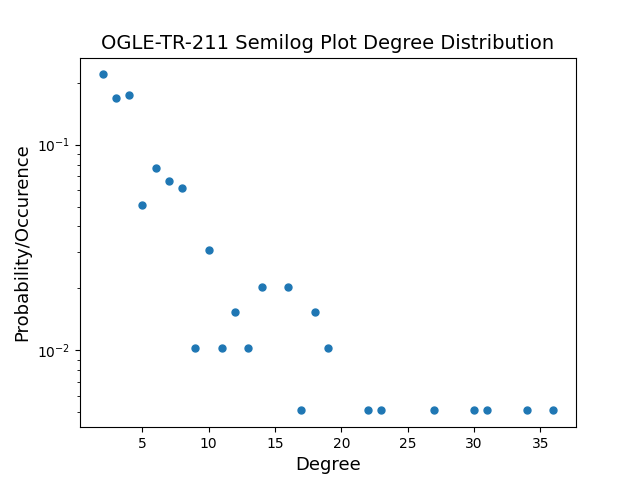 OGLE-TR-211 Semilog Plot Degree Distribution
Probability/Occurence
10⁻¹
10⁻²
5 10 15 20 25 30 35
Degree